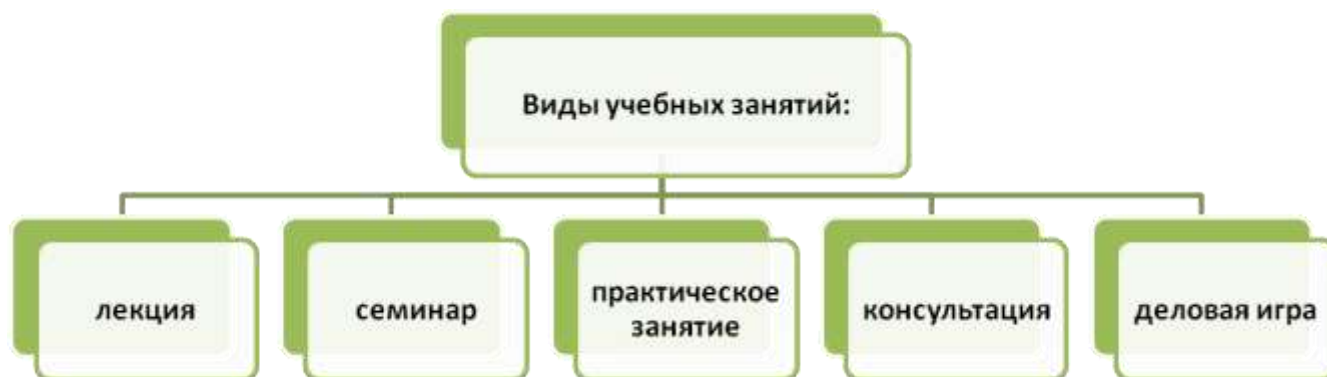 Виды учебных занятий:
лекция
семинар
практическое
занятие
консультация
деловая игра